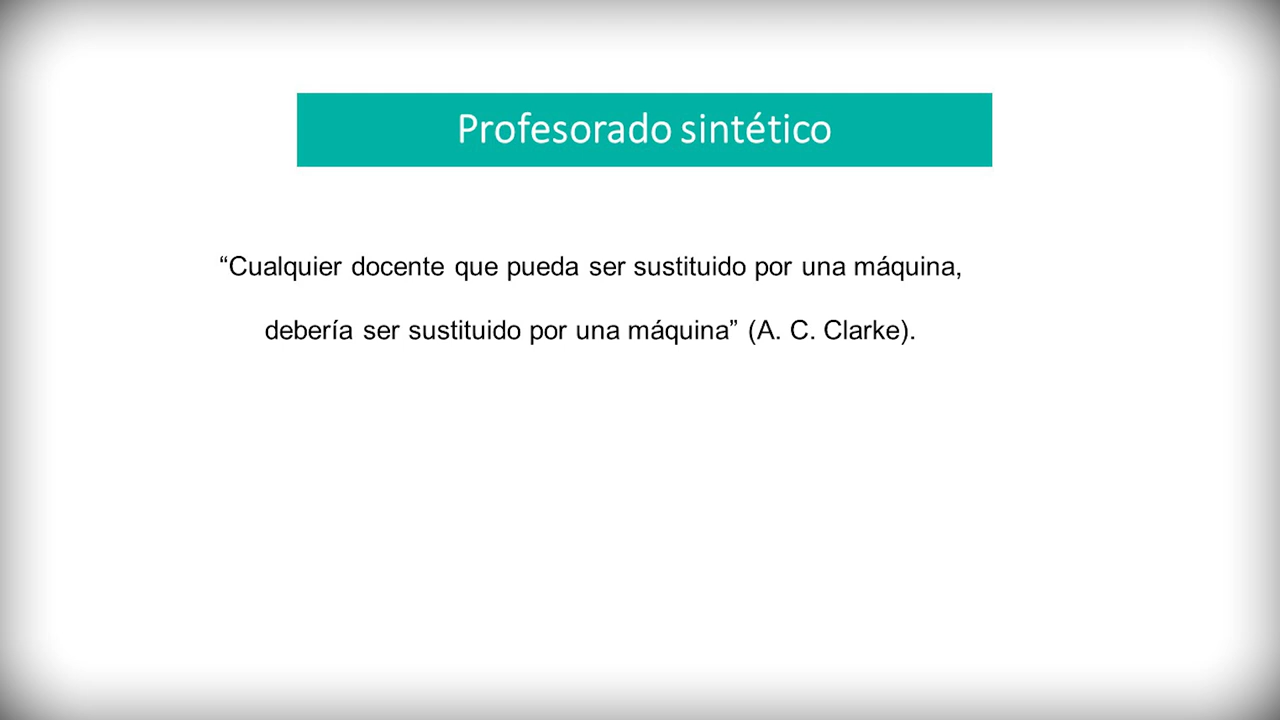 Profesorado sintético
“Cualquier docente que pueda ser sustituido por una máquina,
debería ser sustituido por una máquina” (A. C. Clarke).